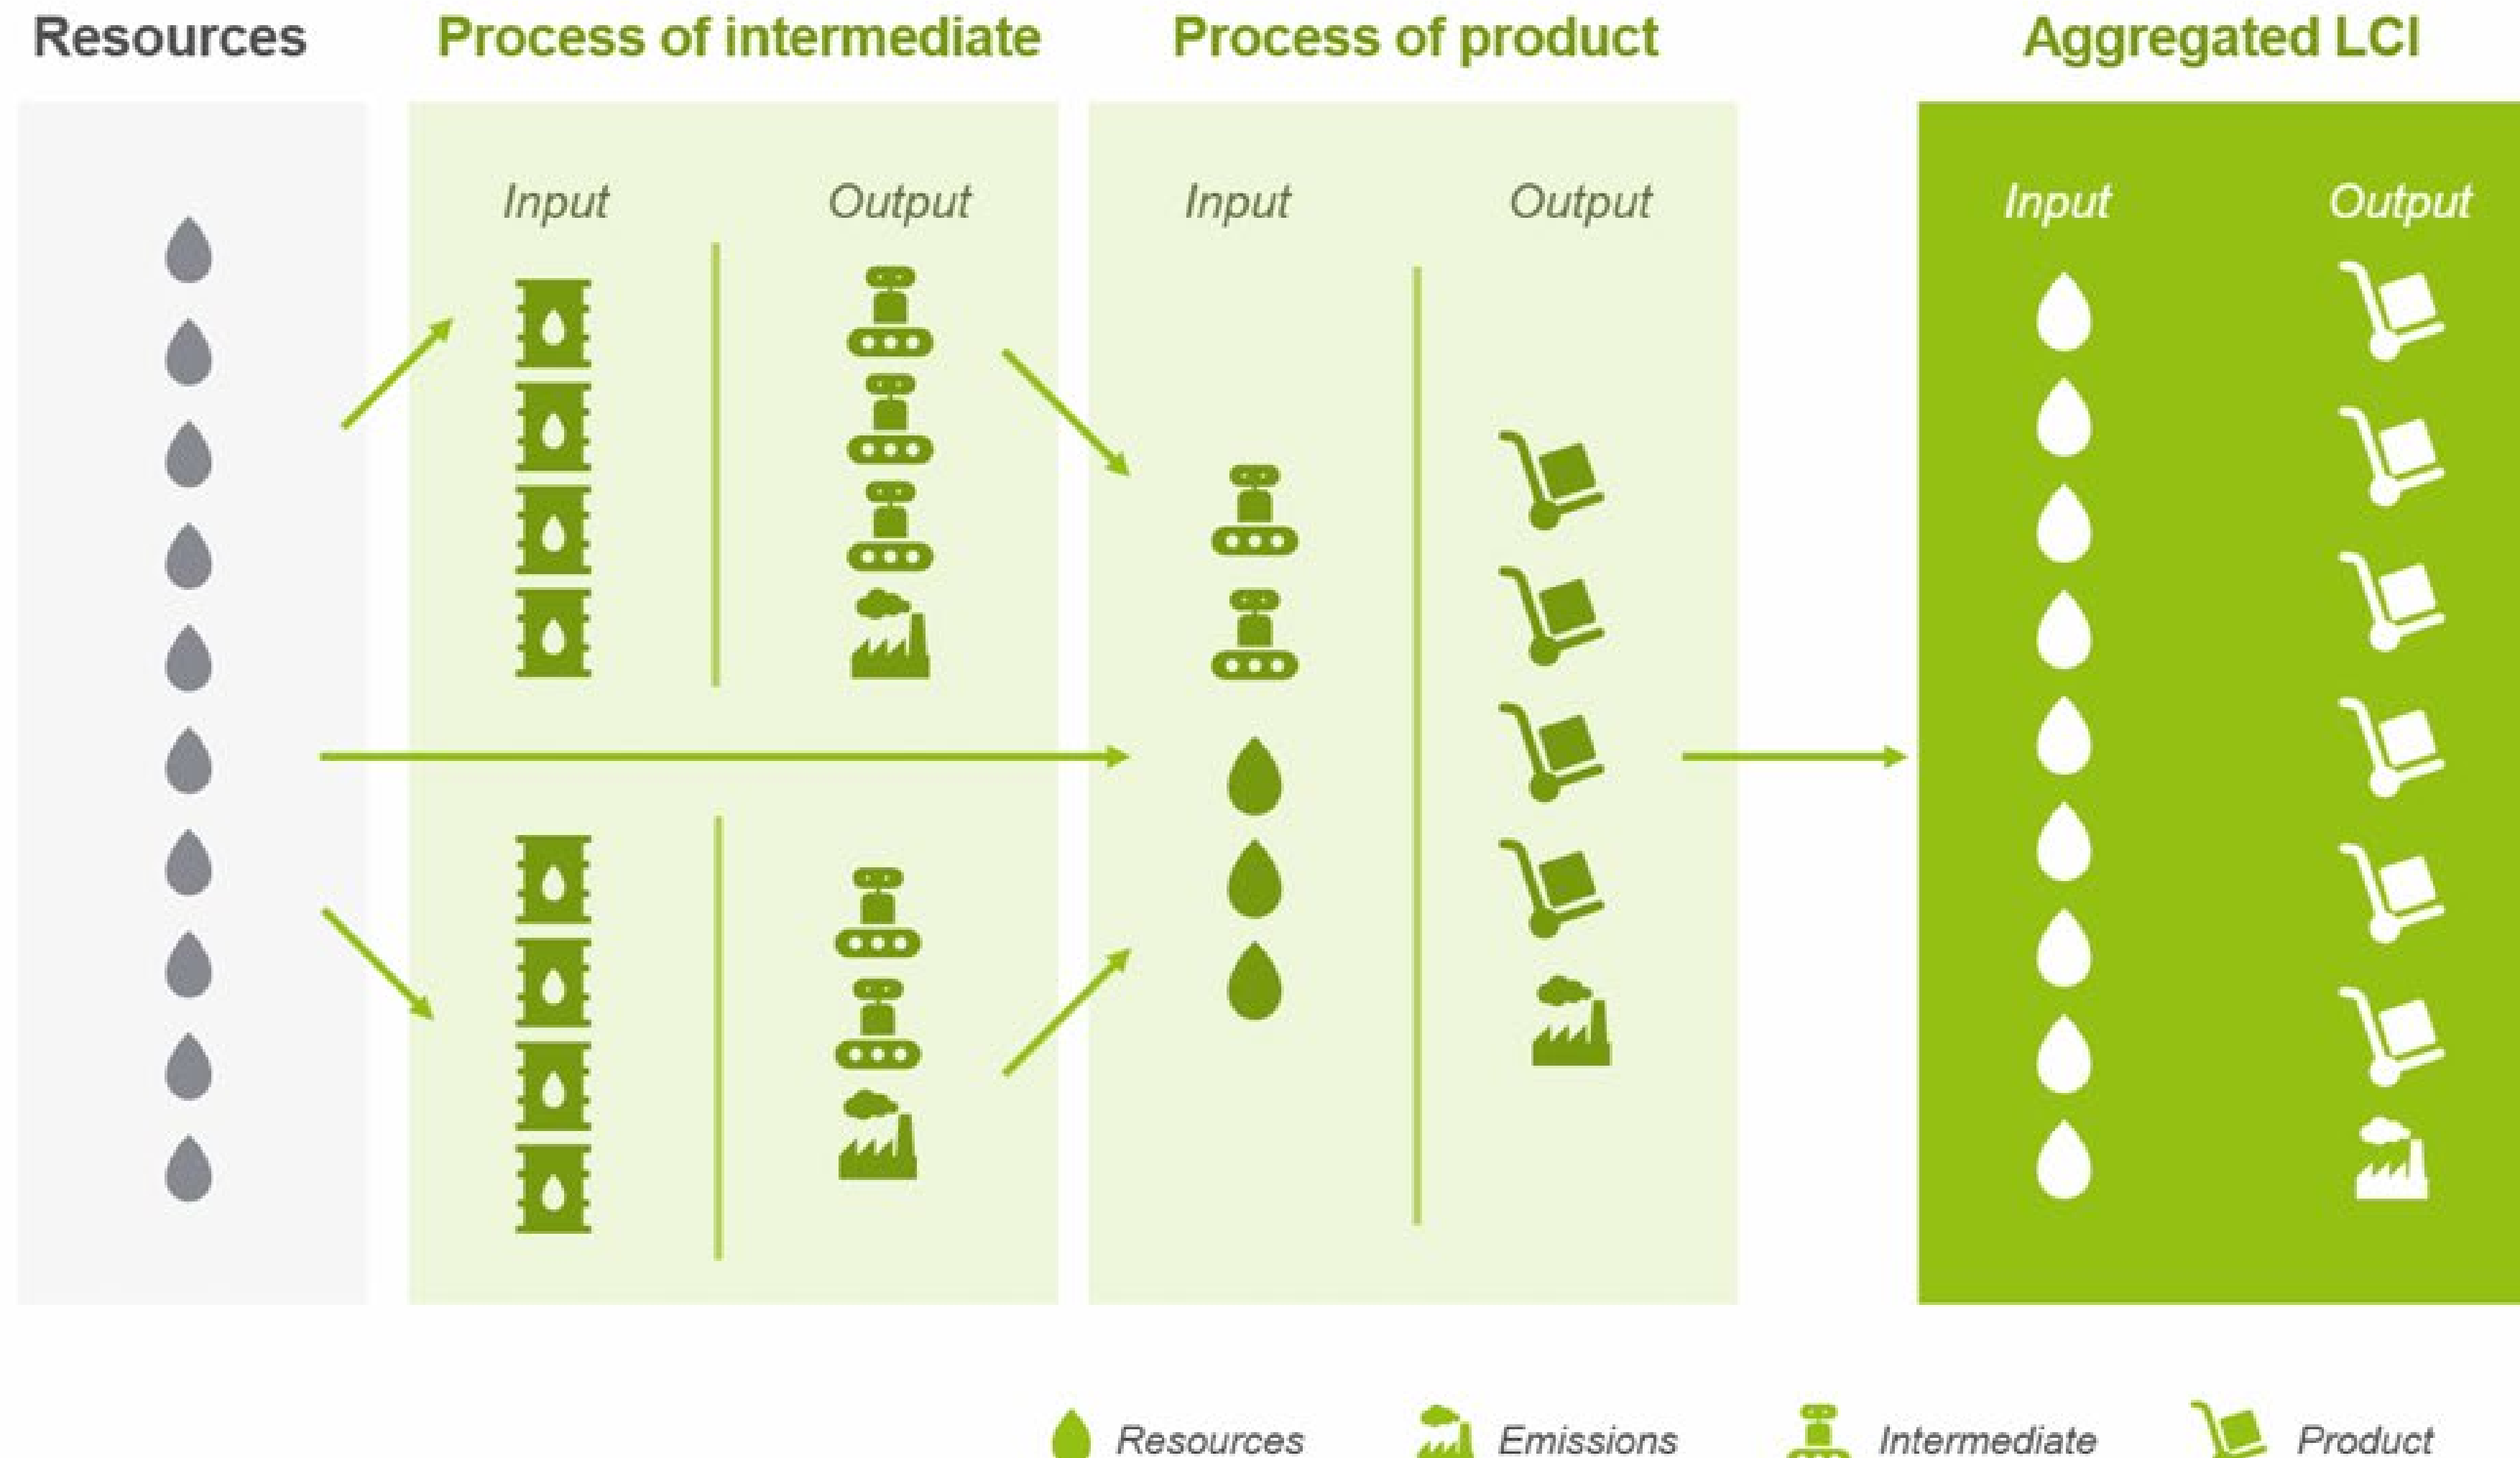 Resources
Process of intermediate
Process of product
Aggregated LCI
Input
Output
Input
Output
Input
Output
Resources
Emissions
Intermediate
Product